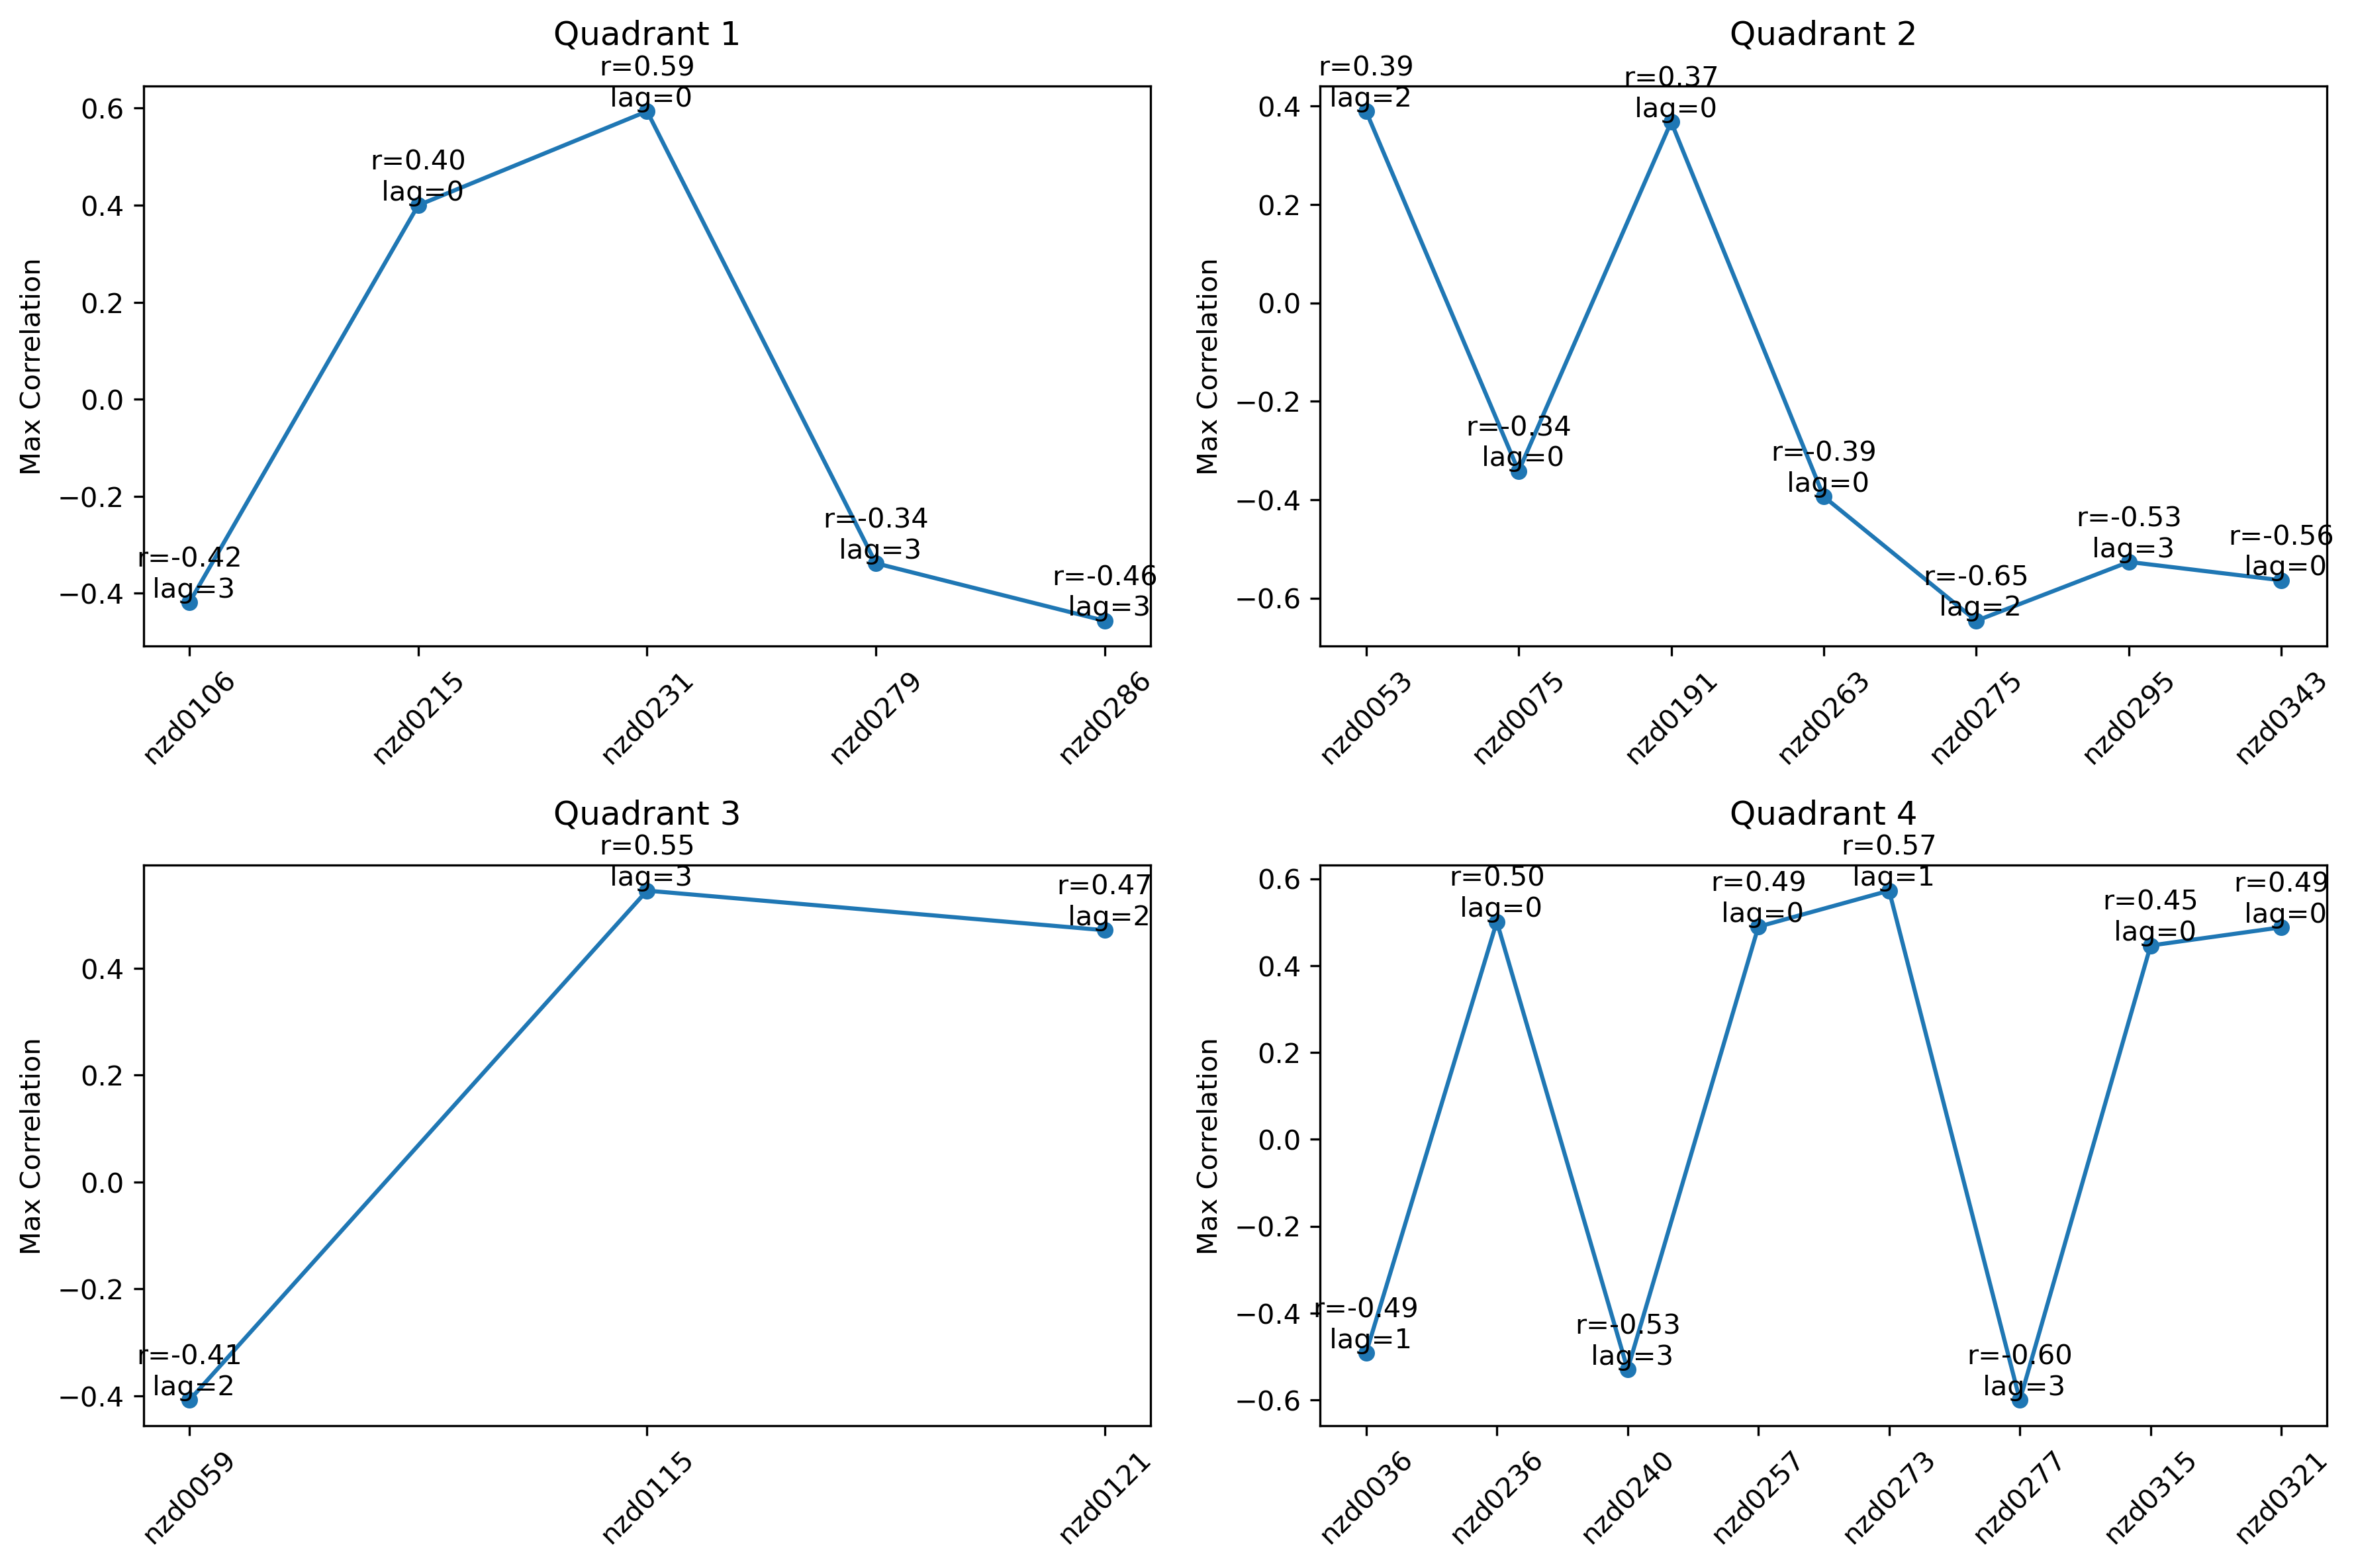 Quadrant 1
r=0.59
lag=0
0.6
r=0.40
lag=0
0.4
0.2
Max Correlation
0.0
−0.2
r=-0.34
lag=3
r=-0.42
lag=3
r=-0.46
lag=3
−0.4
nzd0106
nzd0215
nzd0231
nzd0279
nzd0286
Quadrant 2
r=0.39
lag=2
r=0.37
lag=0
0.4
0.2
0.0
Max Correlation
−0.2
r=-0.34
lag=0
r=-0.39
lag=0
−0.4
r=-0.53
lag=3
r=-0.56
lag=0
r=-0.65
lag=2
−0.6
nzd0053
nzd0075
nzd0191
nzd0263
nzd0275
nzd0295
nzd0343
Quadrant 3
r=0.55
lag=3
r=0.47
lag=2
0.4
0.2
Max Correlation
0.0
−0.2
r=-0.41
lag=2
−0.4
nzd0059
nzd0115
nzd0121
Quadrant 4
r=0.57
lag=1
0.6
r=0.50
lag=0
r=0.49
lag=0
r=0.45
lag=0
r=0.49
lag=0
0.4
0.2
Max Correlation
0.0
−0.2
−0.4
r=-0.49
lag=1
r=-0.53
lag=3
r=-0.60
lag=3
−0.6
nzd0036
nzd0236
nzd0240
nzd0257
nzd0273
nzd0277
nzd0315
nzd0321